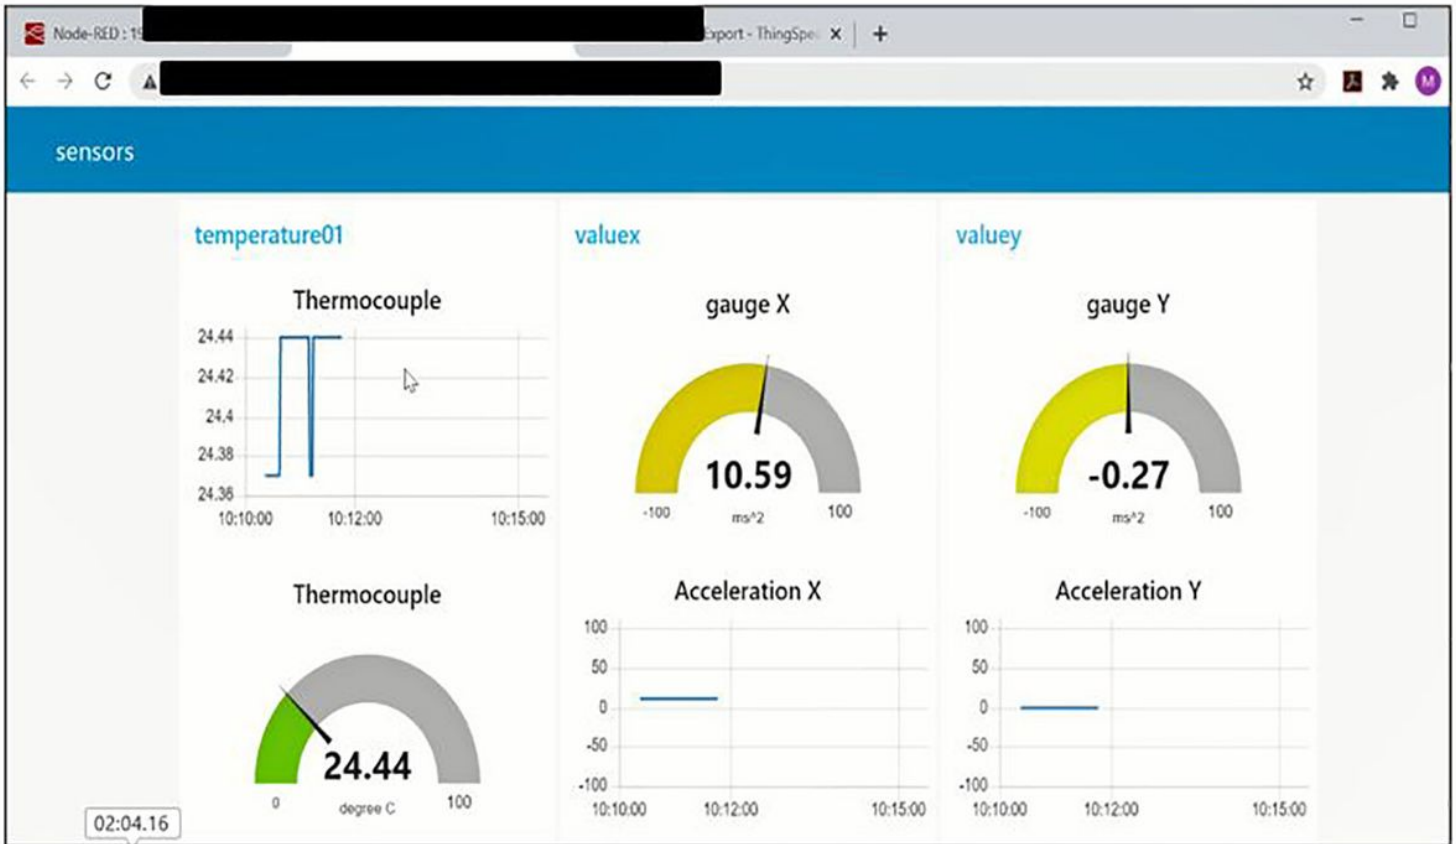 Node-RED : 19
Export - ThingSpe
M
sensors
temperature01
Thermocouple
24.44
24.42
24.4
24.38
24.36
10:10:00 10:12:00 10:15:00
Thermocouple
24.44
0 degree C 100
valuex
gauge X
10.59
-100 ms^2 100
Acceleration X
100
50
0
-50
-100
10:10:00 10:12:00 10:15:00
valuey
gauge Y
-0.27
-100 ms^2 100
Acceleration Y
100
50
0
-50
-100
10:10:00 10:12:00 10:15:00
02:04.16